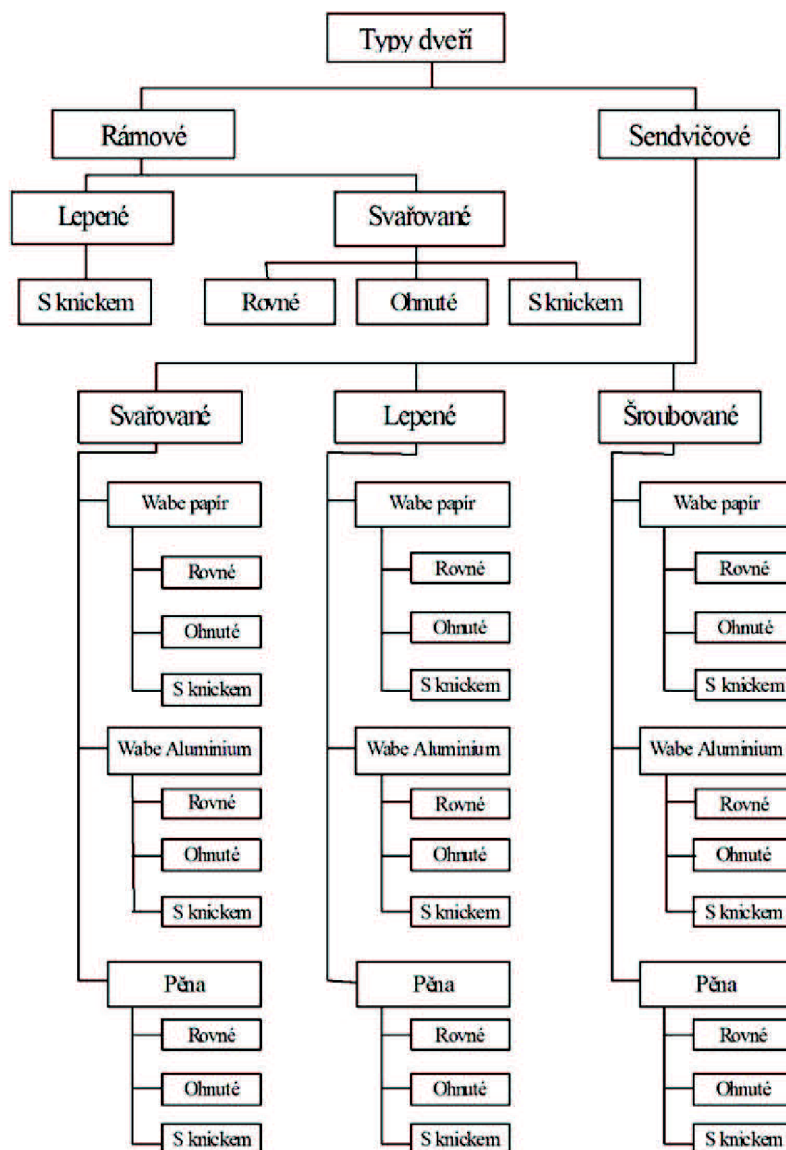 Typy dveří
Rámové
Sendvičové
Lepené
Svařované
S knickem
Rovné
Ohnuté
S knickem
Svařované
Lepené
Šroubované
Wabe papír
Rovné
Ohnuté
S knickem
Wabe Aluminium
Rovné
Ohnuté
S knickem
Pěna
Rovné
Ohnuté
S knickem
Wabe papír
Rovné
Ohnuté
S knickem
Wabe Aluminium
Rovné
Ohnuté
S knickem
Pěna
Rovné
Ohnuté
S knickem
Wabe papír
Rovné
Ohnuté
S knickem
Wabe Aluminium
Rovné
Ohnuté
S knickem
Pěna
Rovné
Ohnuté
S knickem